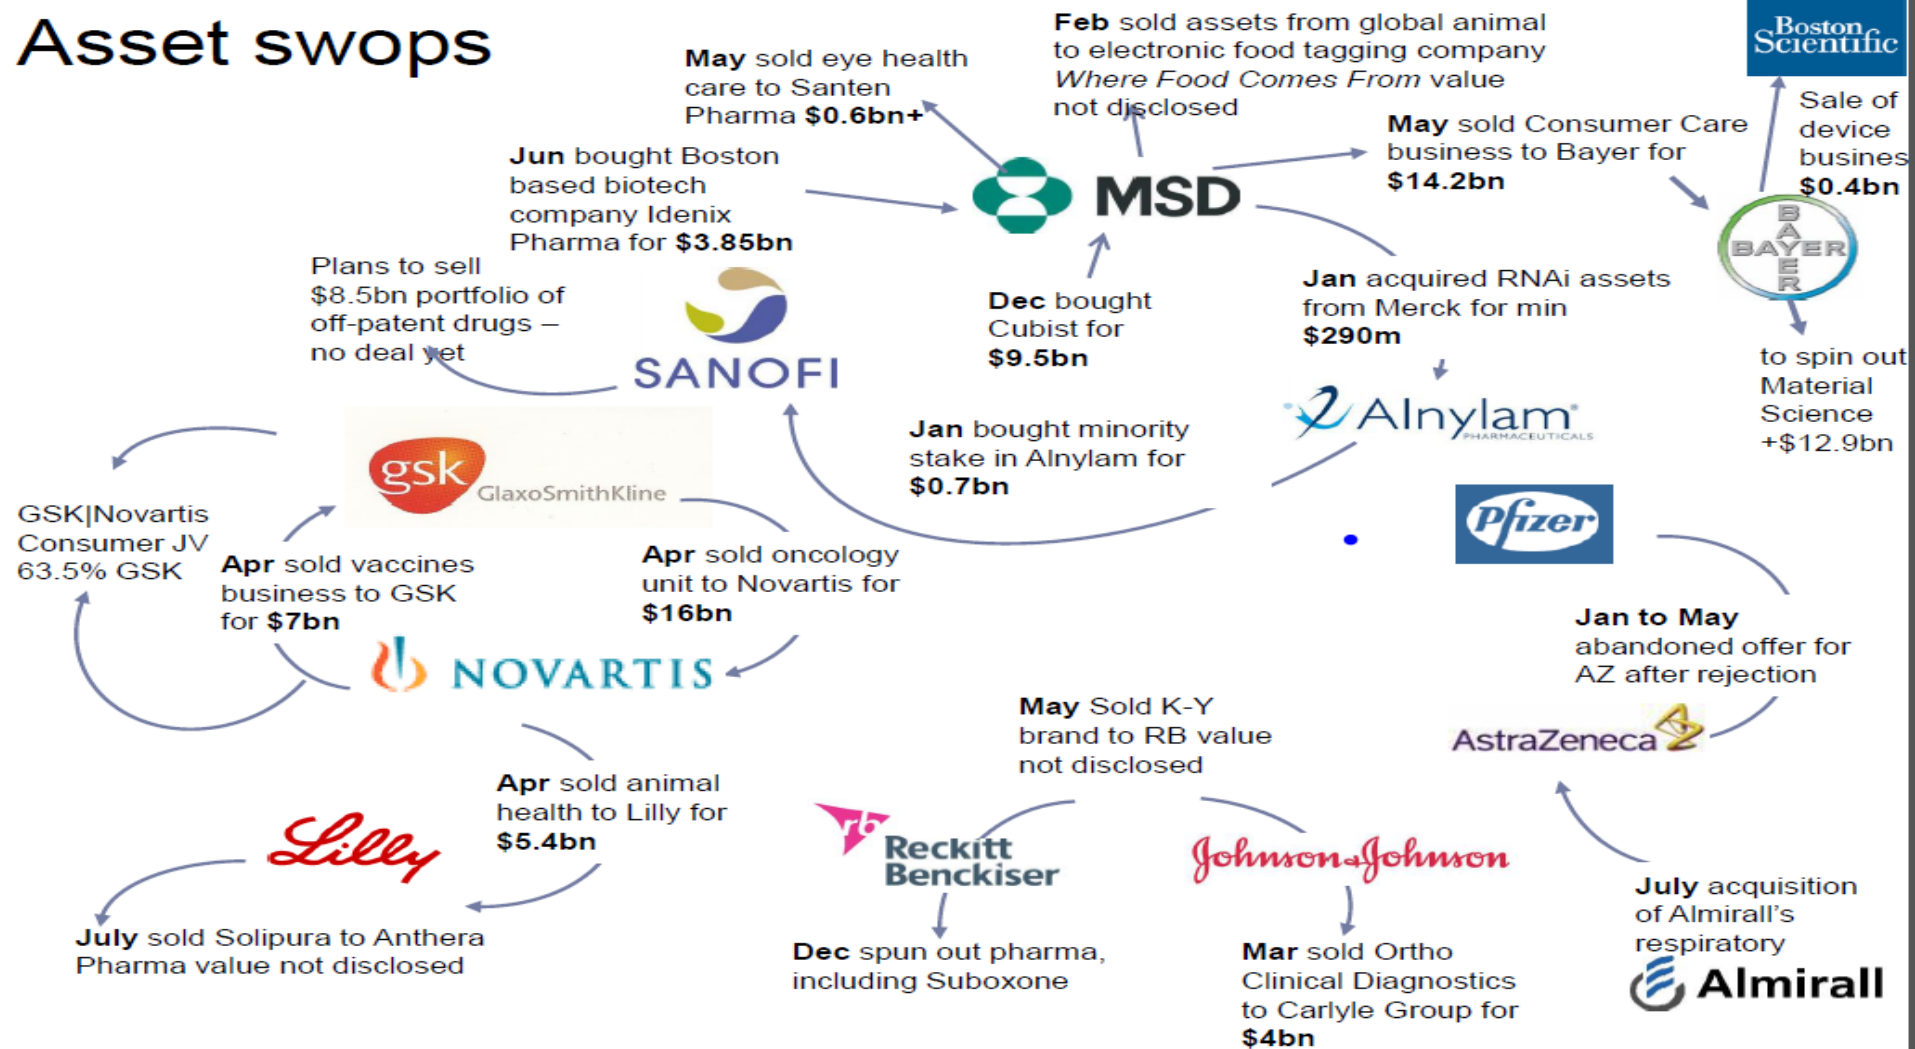 Asset swops
May sold eye health
care to Santen
Pharma $0.6bn+
Feb sold assets from global animal
to electronic food tagging company
Where Food Comes From value
not disclosed
Boston
Scientific
Sale of
device
busines
$0.4bn
May sold Consumer Care
business to Bayer for
$14.2bn
Jun bought Boston
based biotech
company Idenix
Pharma for $3.85bn
MSD
BAYER
BAYER
Plans to sell
$8.5bn portfolio of
off-patent drugs –
no deal yet
SANOFI
Dec bought
Cubist for
$9.5bn
Jan acquired RNAi assets
from Merck for min
$290m
to spin out
Material
Science
+$12.9bn
Alnylam
PHARMACEUTICALS
Jan bought minority
stake in Alnylam for
$0.7bn
gsk
GlaxoSmithKline
Pfizer
GSK|Novartis
Consumer JV
63.5% GSK
Apr sold vaccines
business to GSK
for $7bn
Apr sold oncology
unit to Novartis for
$16bn
Jan to May
abandoned offer for
AZ after rejection
NOVARTIS
May Sold K-Y
brand to RB value
not disclosed
AstraZeneca
Apr sold animal
health to Lilly for
$5.4bn
Lilly
rb
Reckitt
Benckiser
Johnson&Johnson
July acquisition
of Almirall's
respiratory
Almirall
July sold Solipura to Anthera
Pharma value not disclosed
Dec spun out pharma,
including Suboxone
Mar sold Ortho
Clinical Diagnostics
to Carlyle Group for
$4bn